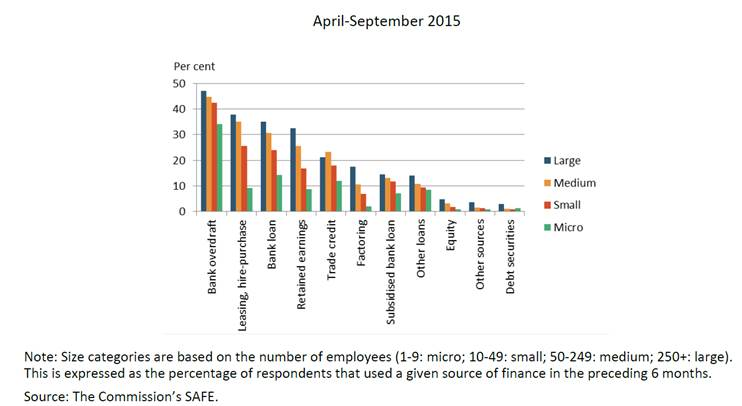 April-September 2015
Per cent
50
40
30
20
10
0
Bank overdraft
Leasing, hire-purchase
Bank loan
Retained earnings
Trade credit
Factoring
Subsidised bank loan
Other loans
Equity
Other sources
Debt securities
Large
Medium
Small
Micro
Note: Size categories are based on the number of employees (1-9: micro; 10-49: small; 50-249: medium; 250+: large).
This is expressed as the percentage of respondents that used a given source of finance in the preceding 6 months.
Source: The Commission’s SAFE.